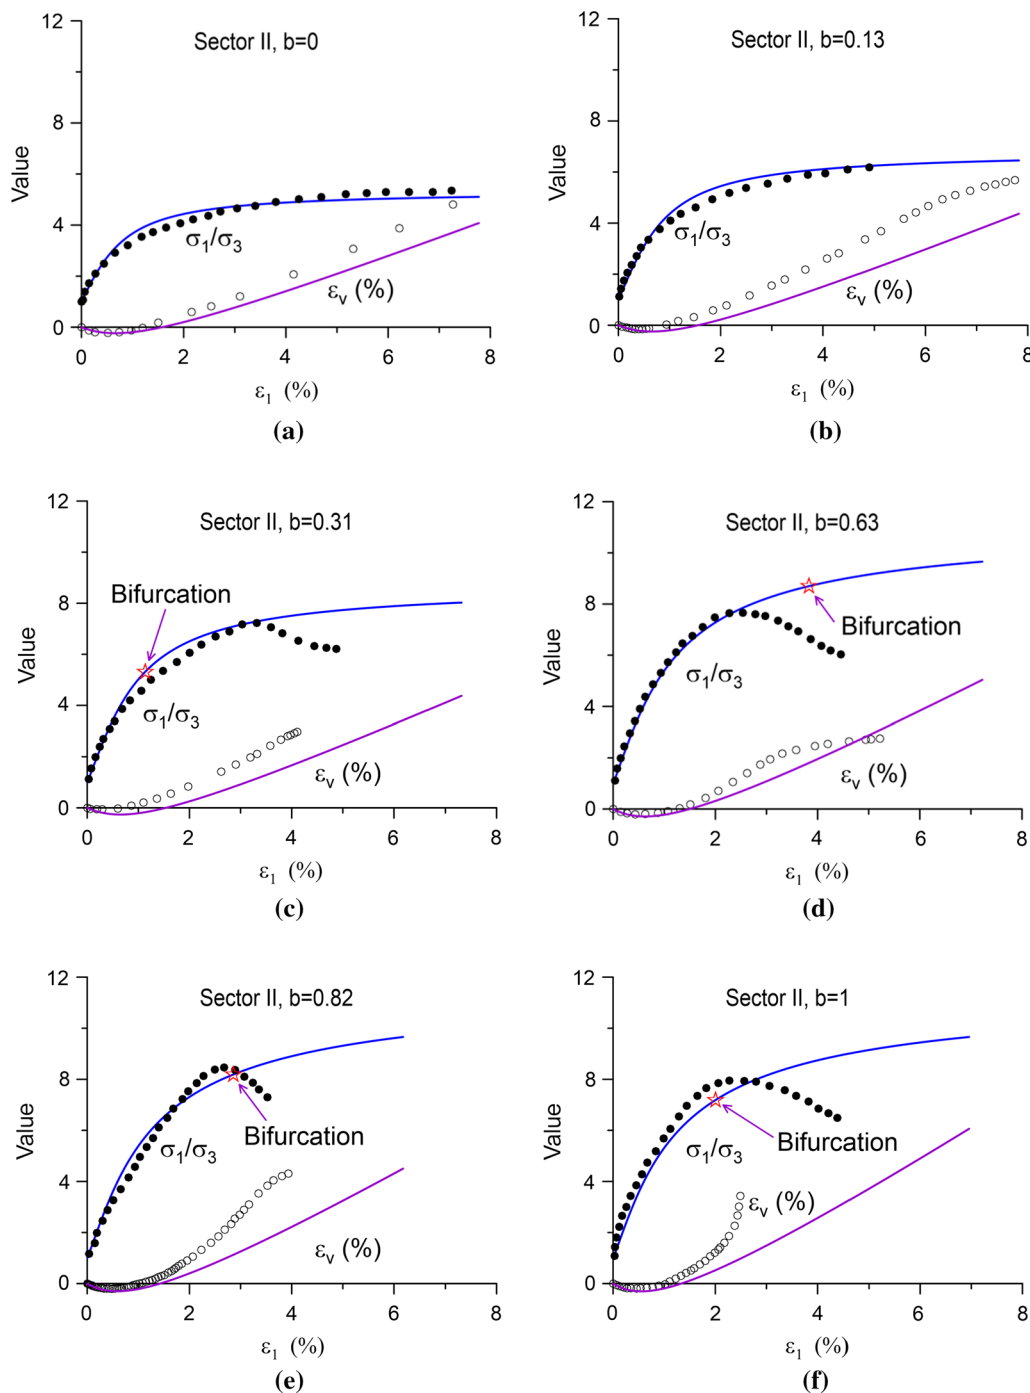 Sector II, b=0
Value
12
8
4
0
σ1/σ3
εv (%)
0 2 4 6 8
ε1 (%)
(a)
Sector II, b=0.13
Value
12
8
4
0
σ1/σ3
εv (%)
0 2 4 6 8
ε1 (%)
(b)
Sector II, b=0.31
Value
12
8
4
0
Bifurcation
σ1/σ3
εv (%)
0 2 4 6 8
ε1 (%)
(c)
Sector II, b=0.63
Value
12
8
4
0
Bifurcation
σ1/σ3
εv (%)
0 2 4 6 8
ε1 (%)
(d)
Sector II, b=0.82
Value
12
8
4
0
Bifurcation
σ1/σ3
εv (%)
0 2 4 6 8
ε1 (%)
(e)
Sector II, b=1
Value
12
8
4
0
Bifurcation
σ1/σ3
εv (%)
0 2 4 6 8
ε1 (%)
(f)